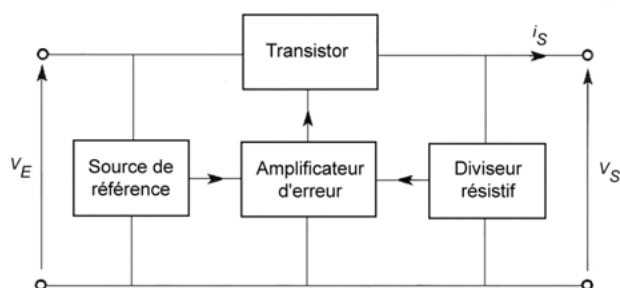 Transistor
i_S
v_E
Source de
référence
Amplificateur
d'erreur
Diviseur
résistif
v_S